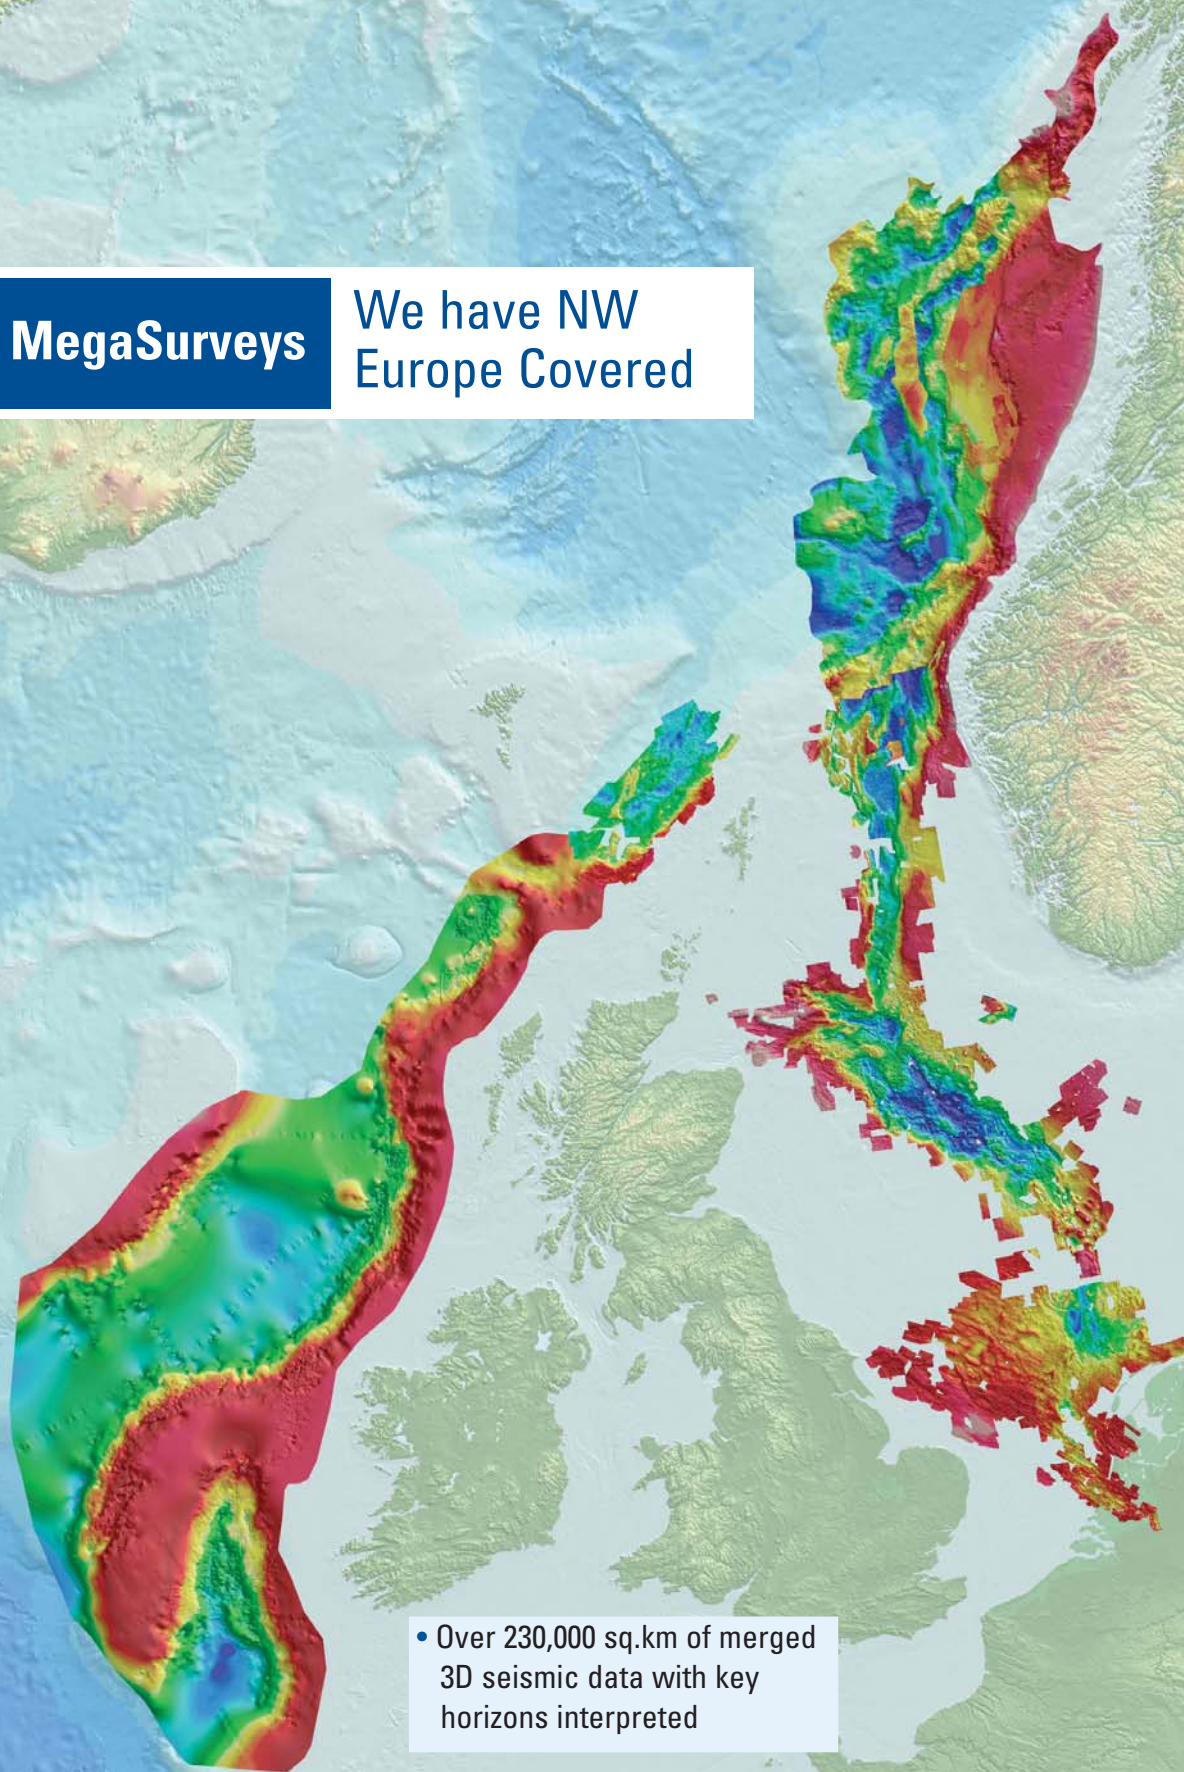 MegaSurveys
We have NW
Europe Covered
• Over 230,000 sq.km of merged
3D seismic data with key
horizons interpreted